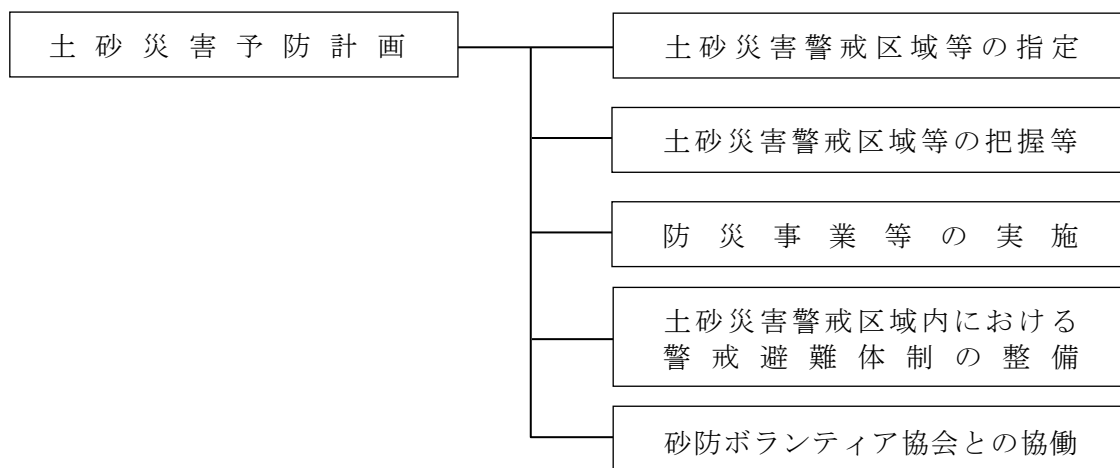 土砂災害予防計画
土砂災害警戒区域等の指定
土砂災害警戒区域等の把握等
防災事業等の実施
土砂災害警戒区域内における
警戒避難体制の整備
砂防ボランティア協会との協働